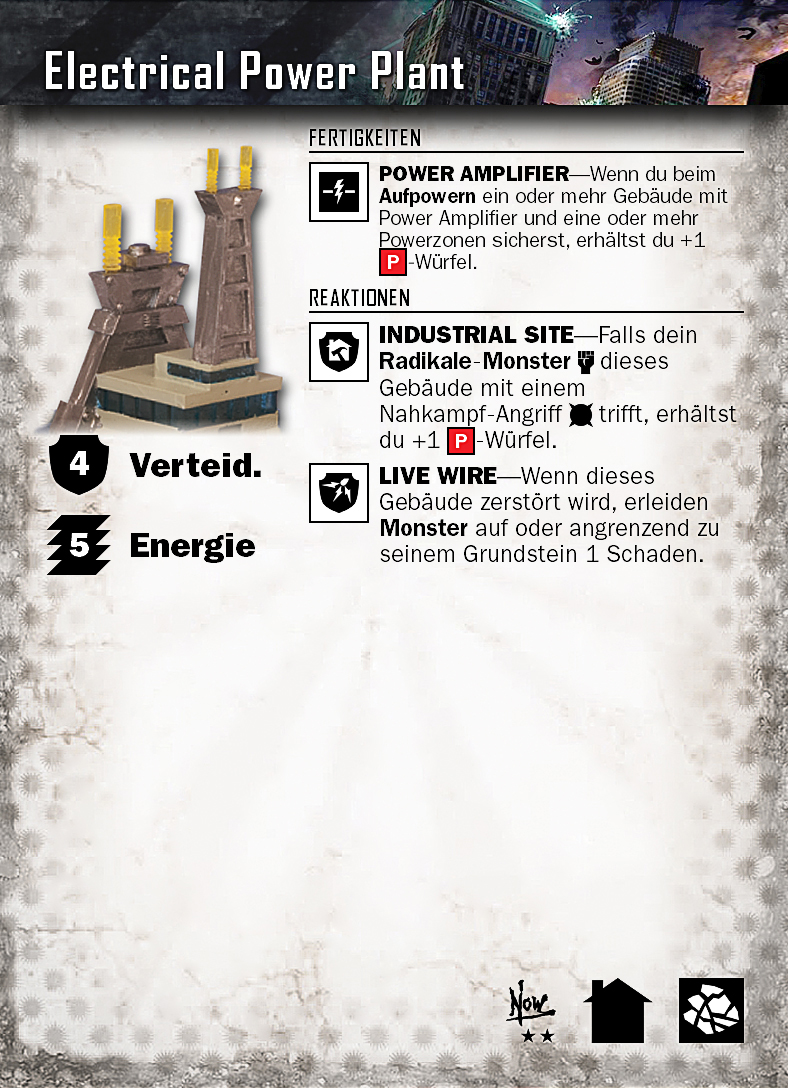 Electrical Power Plant
FERTIGKEITEN
POWER AMPLIFIER—Wenn du beim
Aufpowern ein oder mehr Gebäude mit
Power Amplifier und eine oder mehr
Powerzonen sicherst, erhältst du +1
P-Würfel.
REAKTIONEN
INDUSTRIAL SITE—Falls dein
Radikale-Monster dieses
Gebäude mit einem
Nahkampf-Angriff trifft, erhältst
du +1 P-Würfel.
LIVE WIRE—Wenn dieses
Gebäude zerstört wird, erleiden
Monster auf oder angrenzend zu
seinem Grundstein 1 Schaden.
4 Verteid.
5 Energie
Now